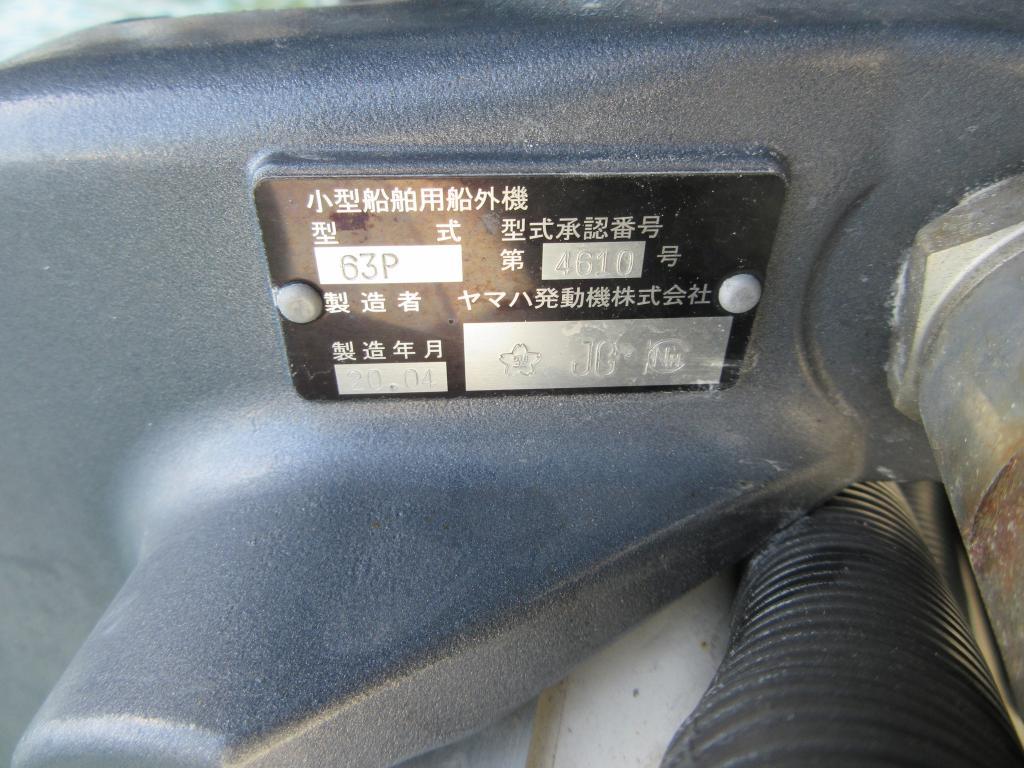 小型船舶用船外機
型 式 型式承認番号
63P 第 4610 号
製造者 ヤマハ発動機株式会社
製造年月
20.04 JG